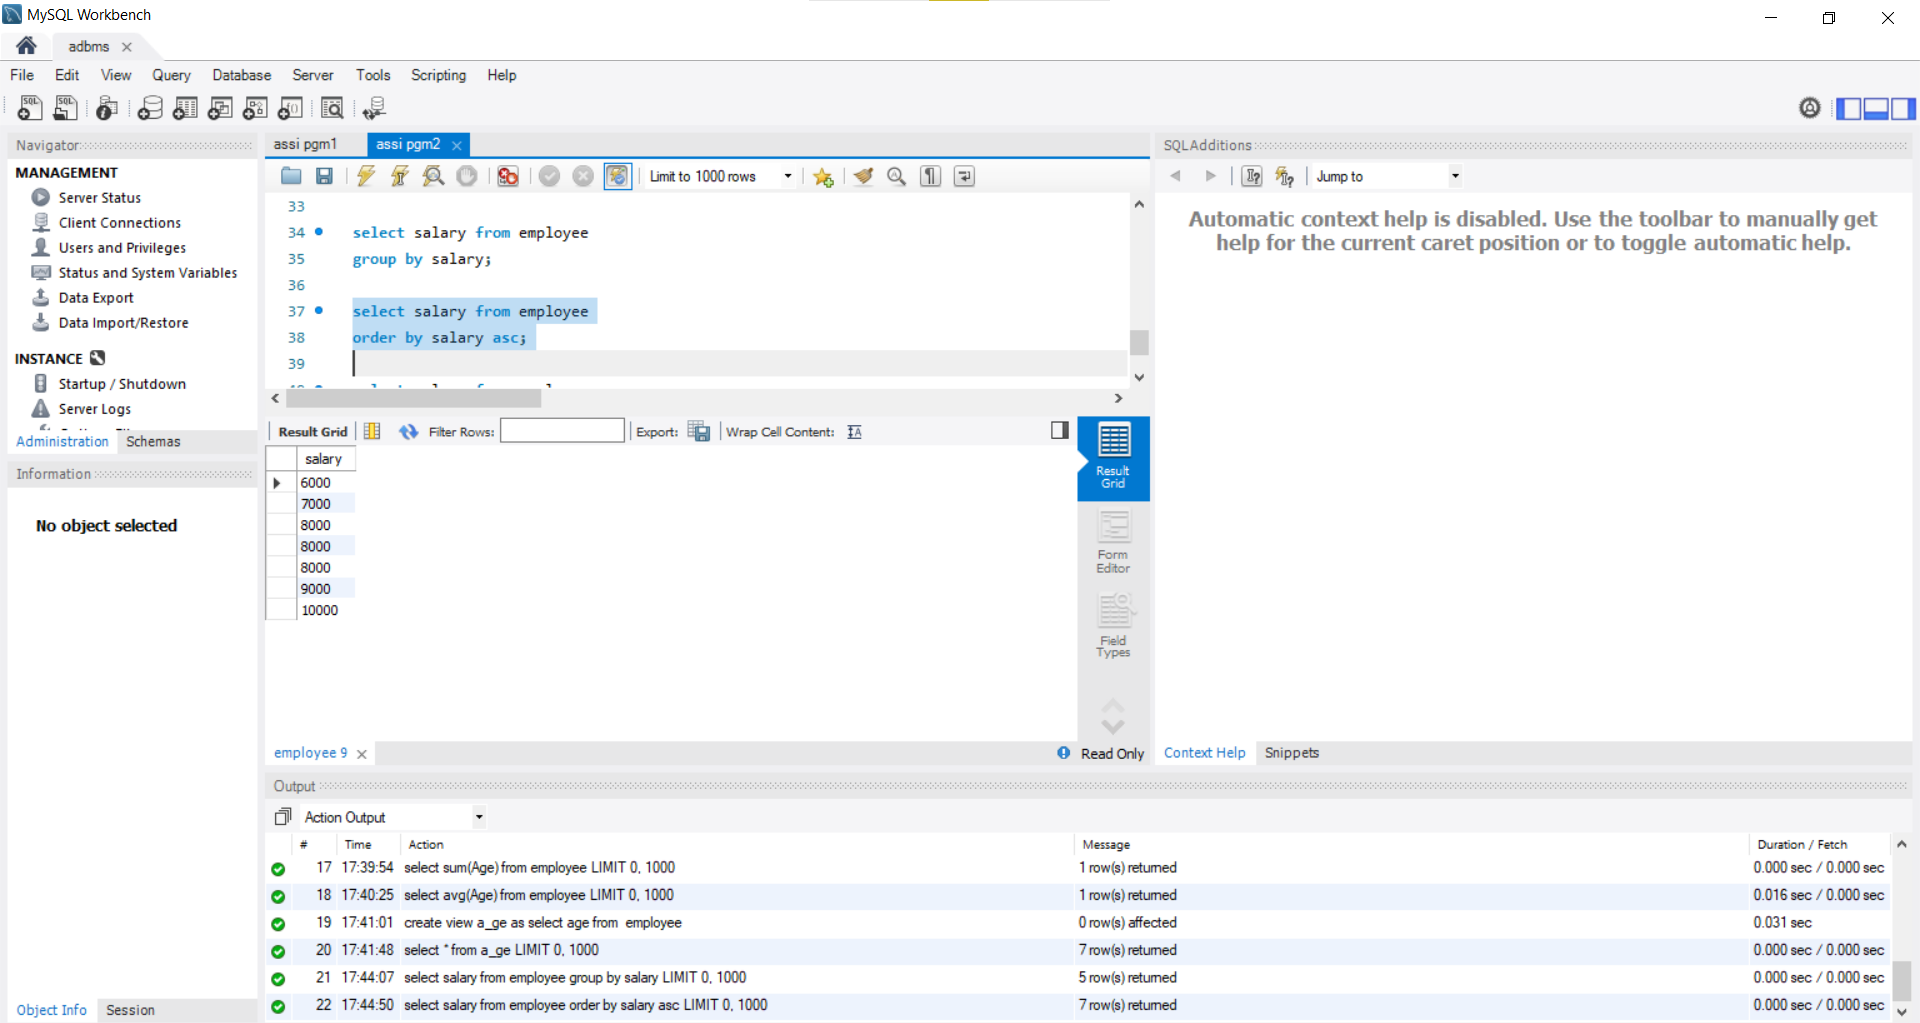 MySQL Workbench
adbms
File Edit View Query Database Server Tools Scripting Help
Navigator
MANAGEMENT
Server Status
Client Connections
Users and Privileges
Status and System Variables
Data Export
Data Import/Restore
INSTANCE
Startup / Shutdown
Server Logs
Administration Schemas
Information
No object selected
Object Info Session
assi pgm1 assi pgm2
Limit to 1000 rows
33
34 select salary from employee
35 group by salary;
36
37 select salary from employee
38 order by salary asc;
39
Result Grid Filter Rows: Export: Wrap Cell Content:
salary
6000
7000
8000
8000
8000
9000
10000
Result
Grid
Form
Editor
Field
Types
employee 9 Read Only
SQLAdditions
Jump to
Automatic context help is disabled. Use the toolbar to manually get
help for the current caret position or to toggle automatic help.
Context Help Snippets
Output
Action Output
# Time Action Message Duration / Fetch
17 17:39:54 select sum(Age) from employee LIMIT 0, 1000 1 row(s) returned 0.000 sec / 0.000 sec
18 17:40:25 select avg(Age) from employee LIMIT 0, 1000 1 row(s) returned 0.016 sec / 0.000 sec
19 17:41:01 create view a_ge as select age from  employee 0 row(s) affected 0.031 sec
20 17:41:48 select * from a_ge LIMIT 0, 1000 7 row(s) returned 0.000 sec / 0.000 sec
21 17:44:07 select salary from employee group by salary LIMIT 0, 1000 5 row(s) returned 0.000 sec / 0.000 sec
22 17:44:50 select salary from employee order by salary asc LIMIT 0, 1000 7 row(s) returned 0.000 sec / 0.000 sec